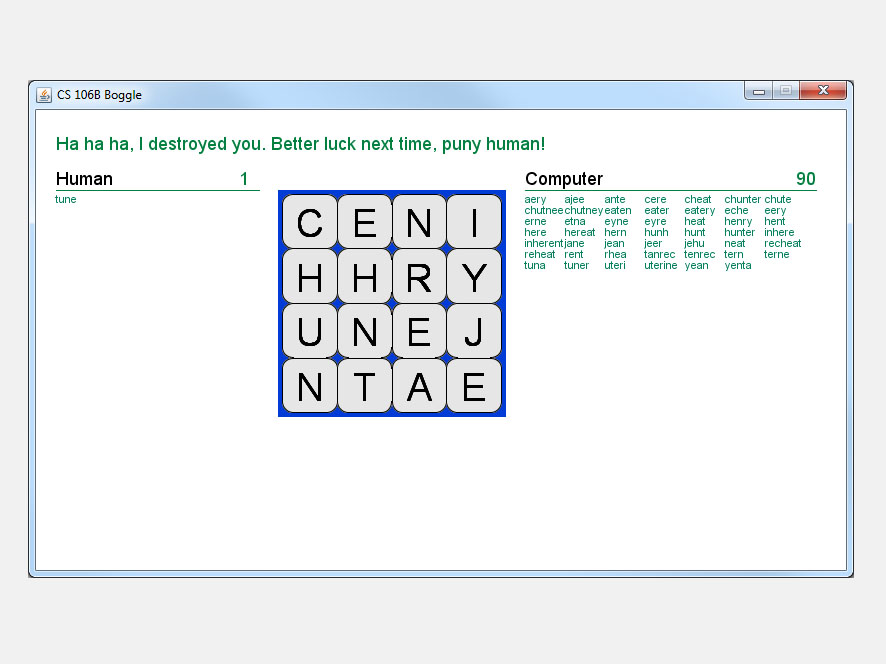 CS 106B Boggle
Ha ha ha, I destroyed you. Better luck next time, puny human!
Human 1
tune
C E N I
H H R Y
U N E J
N T A E
Computer 90
aery ajee ante cere cheat chunter chute
chutnee chutney eaten eater eatery eche eery
erne etna eyne eyre heat henry hent
here hereat hern hunh hunt hunter inhere
inherent jane jean jeer jehu neat recheat
reheat rent rhea tanrec tenrec tern terne
tuna tuner uteri uterine yean yenta